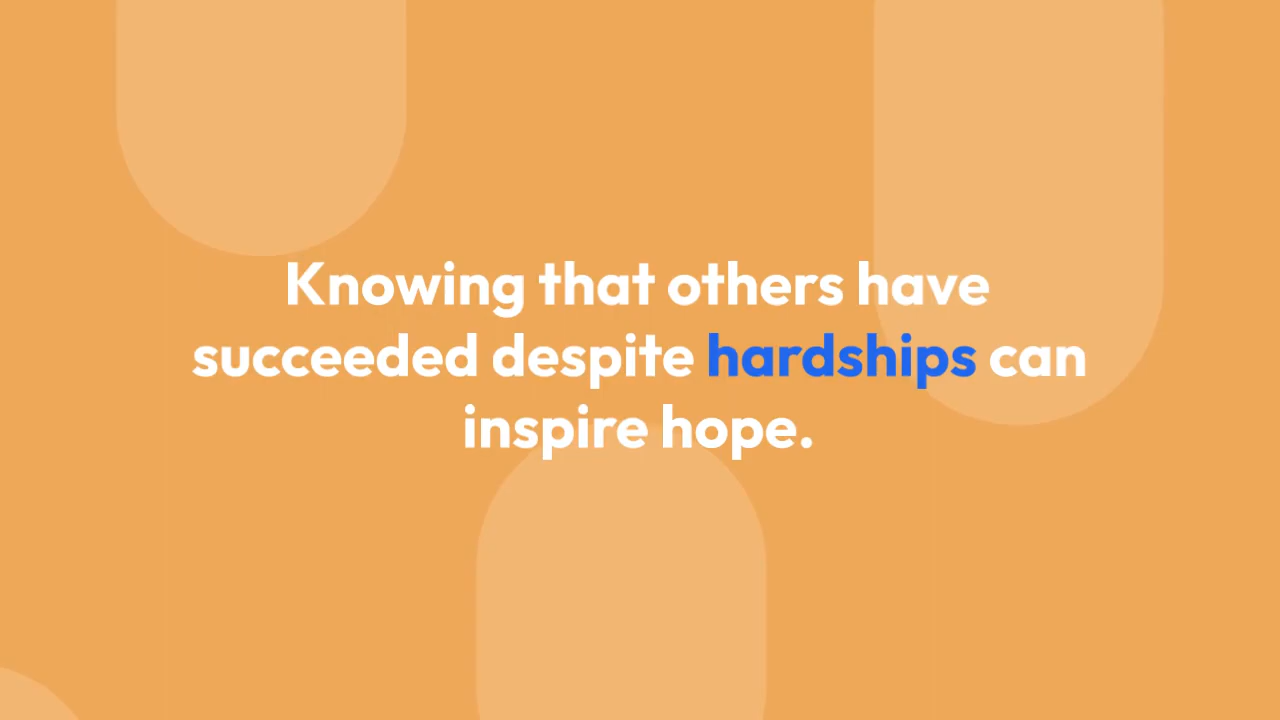 Knowing that others have
succeeded despite hardships can
inspire hope.